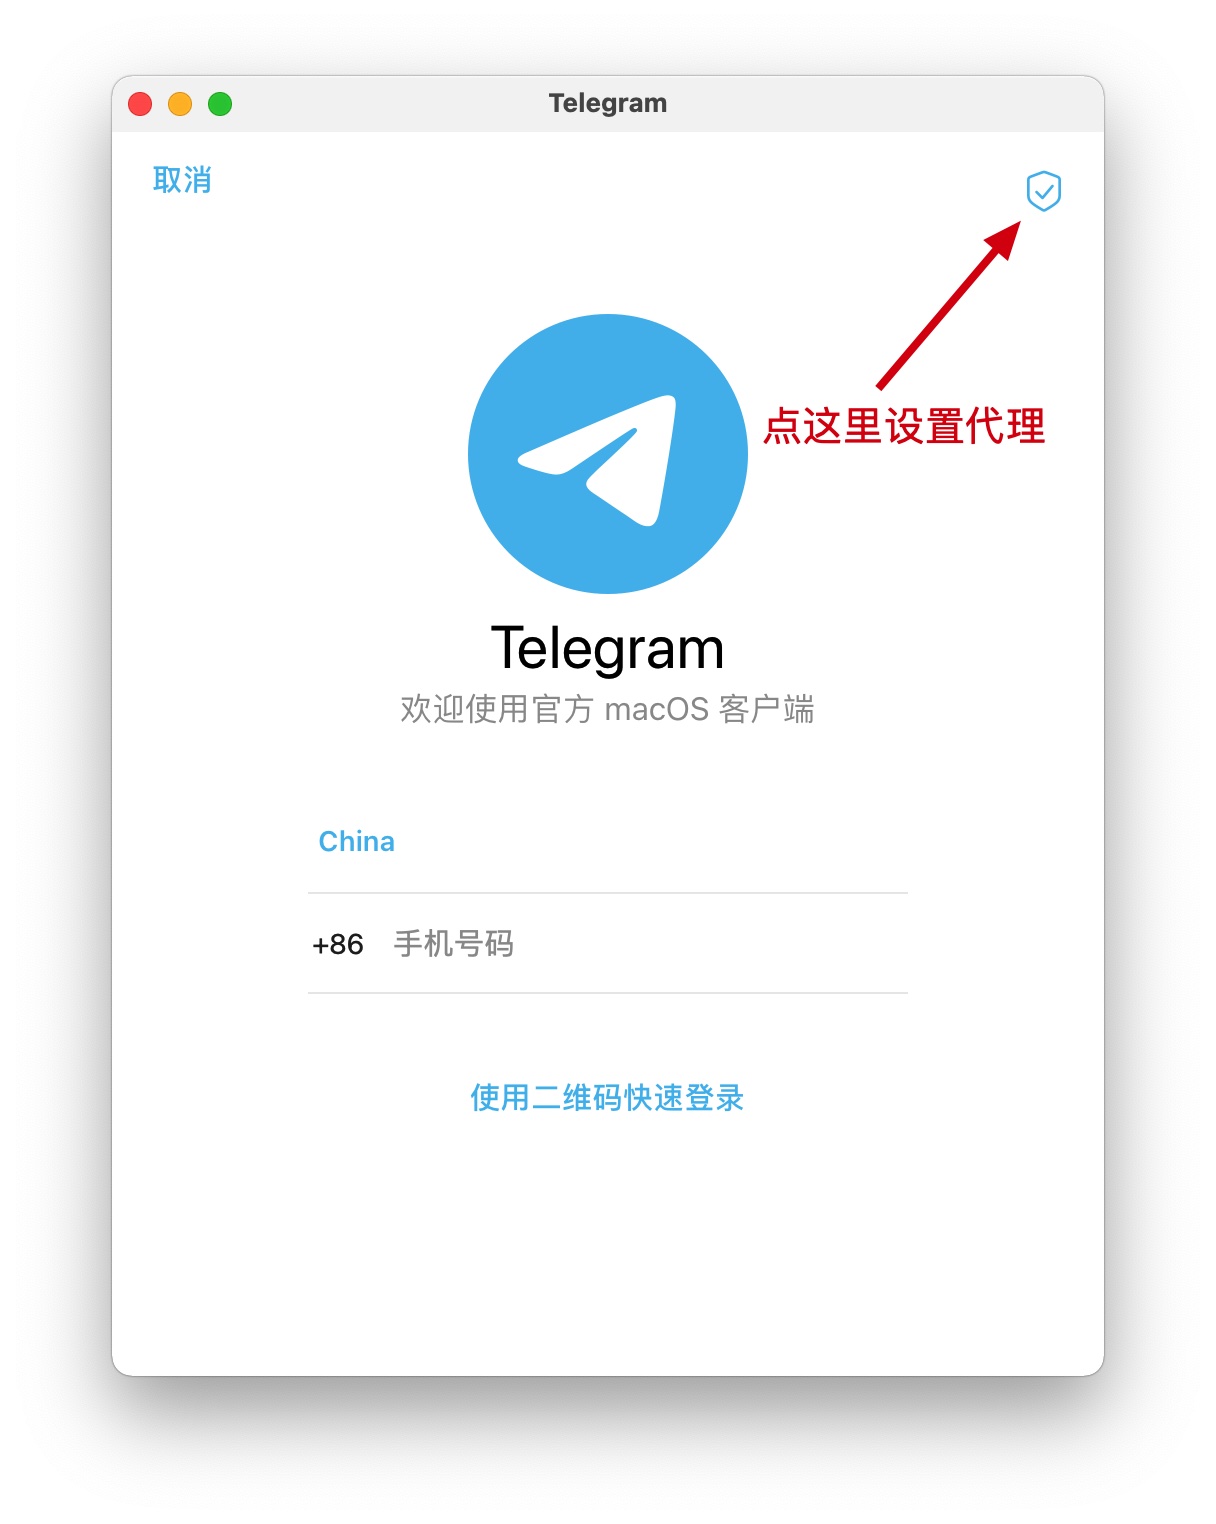 Telegram
取消
点这里设置代理
Telegram
欢迎使用官方 macOS 客户端
China
+86 手机号码
使用二维码快速登录